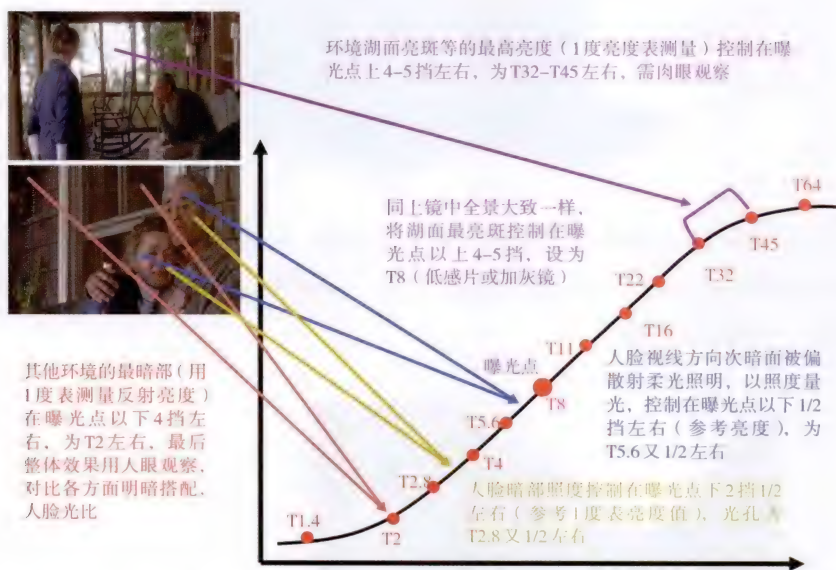 环境湖面亮斑等的最高亮度（1度亮度表测量）控制在曝
光点上4-5挡左右，为T32-T45左右，需肉眼观察
同上镜中全景大致一样，
将湖面最亮斑控制在曝
光点以上4-5挡，设为
T8（低感片或加灰镜）
T64
T45
T32
T22
T16
T11
曝光点
T8
T5.6
T4
T2.8
T2
T1.4
人脸视线方向次暗面被偏
散射柔光照明，以照度量
光，控制在曝光点以下1/2
挡左右（参考亮度），为
T5.6又1/2左右
其他环境的最暗部（用
1度表测量反射亮度）
在曝光点以下4挡左
右，为T2左右，最后
整体效果用人眼观察，
对比各方面明暗搭配，
人脸光比
人脸暗部照度控制在曝光点下2挡1/2
左右（参考1度表亮度值），光孔为
T2.8又1/2左右